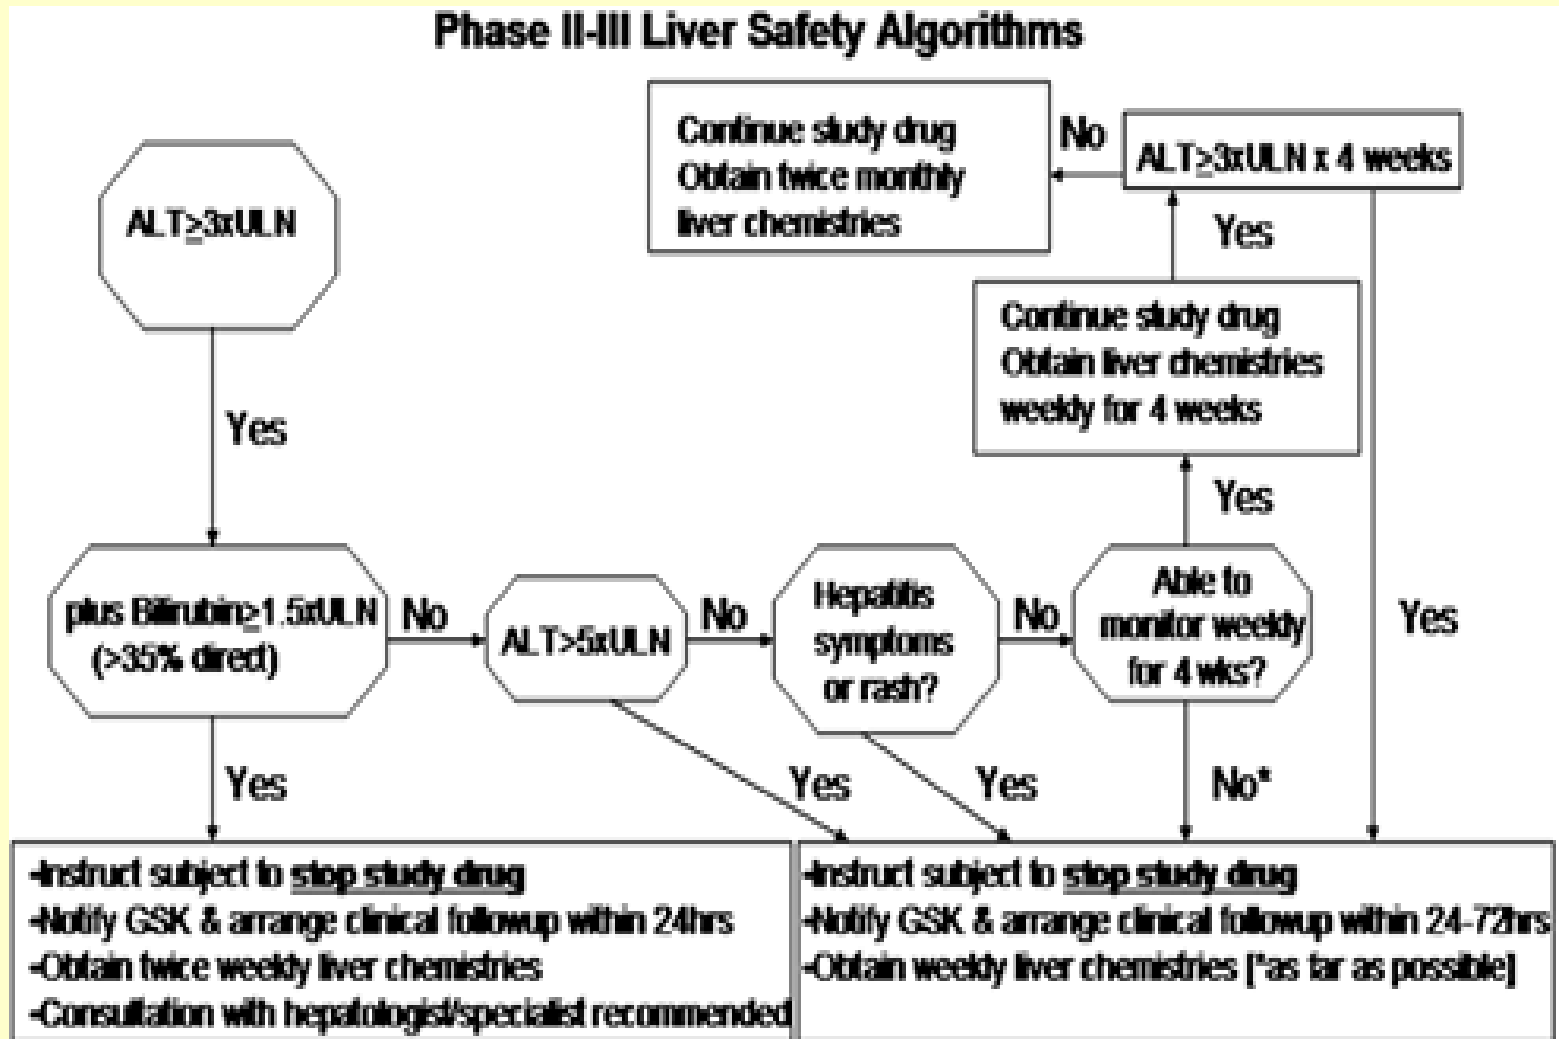 Phase II-III Liver Safety Algorithms
ALT≥3xULN
Yes
plus Bilirubin≥1.5xULN
(>35% direct)
No
ALT>5xULN
No
Hepatitis
symptoms
or rash?
No
Able to
monitor weekly
for 4 wks?
Yes
Continue study drug
Obtain liver chemistries
weekly for 4 weeks
Yes
ALT≥3xULN x 4 weeks
No
Continue study drug
Obtain twice monthly
liver chemistries
Yes
Yes
Yes
Yes
No*
-Instruct subject to stop study drug
-Notify GSK & arrange clinical followup within 24hrs
-Obtain twice weekly liver chemistries
-Consultation with hepatologist/specialist recommended
-Instruct subject to stop study drug
-Notify GSK & arrange clinical followup within 24-72hrs
-Obtain weekly liver chemistries [*as far as possible]